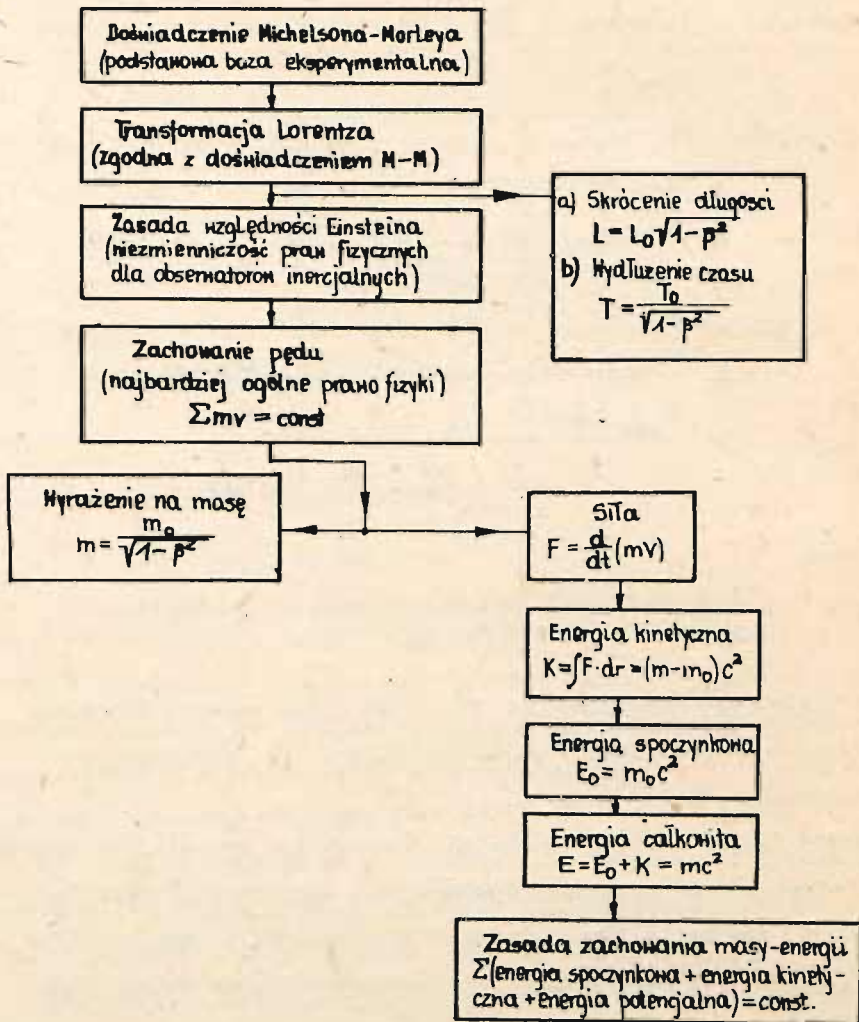 Doświadczenie Michelsona-Morleya
(podstawowa baza eksperymentalna)
Transformacja Lorentza
(zgodna z doświadczeniem M-M)
a) Skrócenie długości
L = L₀√1-β²
b) Wydłużenie czasu
T = T₀/√1-β²
Zasada względności Einsteina
(niezmienniczość praw fizycznych
dla obserwatorów inercjalnych)
Zachowanie pędu
(najbardziej ogólne prawo fizyki)
Σmv = const
Wyrażenie na masę
m = m₀/√1-β²
Siła
F = d/dt (mv)
Energia kinetyczna
K = ∫F·dr = (m-m₀)c²
Energia spoczynkowa
E₀ = m₀c²
Energia całkowita
E = E₀ + K = mc²
Zasada zachowania masy-energii
Σ(energia spoczynkowa + energia kinety-
czna + energia potencjalna) = const.